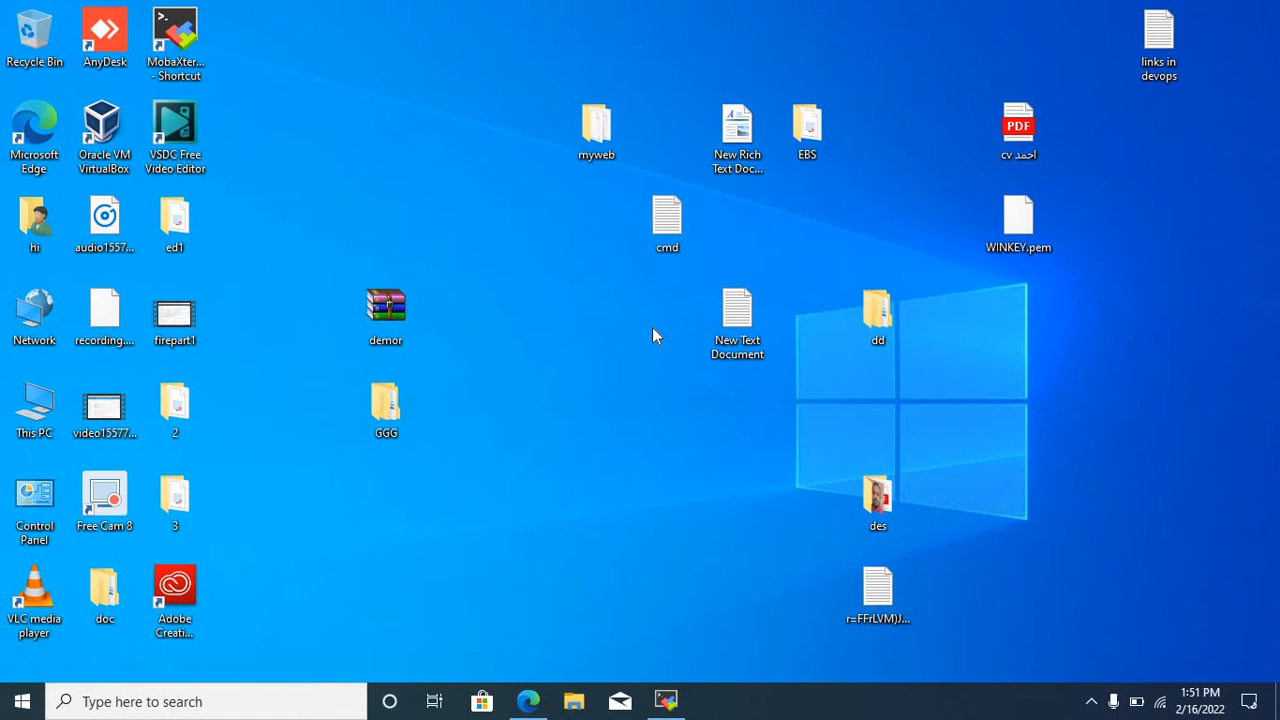 Recycle Bin
AnyDesk
MobaXter...
- Shortcut
links in
devops
Microsoft
Edge
Oracle VM
VirtualBox
VSDC Free
Video Editor
myweb
New Rich
Text Doc...
EBS
PDF
احمد cv
hi
audio1557...
ed1
cmd
WINKEY.pem
Network
recording....
firepart1
demor
New Text
Document
dd
This PC
video15577...
2
GGG
Control
Panel
Free Cam 8
3
des
VLC media
player
doc
Adobe
Creati...
r=FFrLVM)J...
Type here to search
1:51 PM
2/16/2022